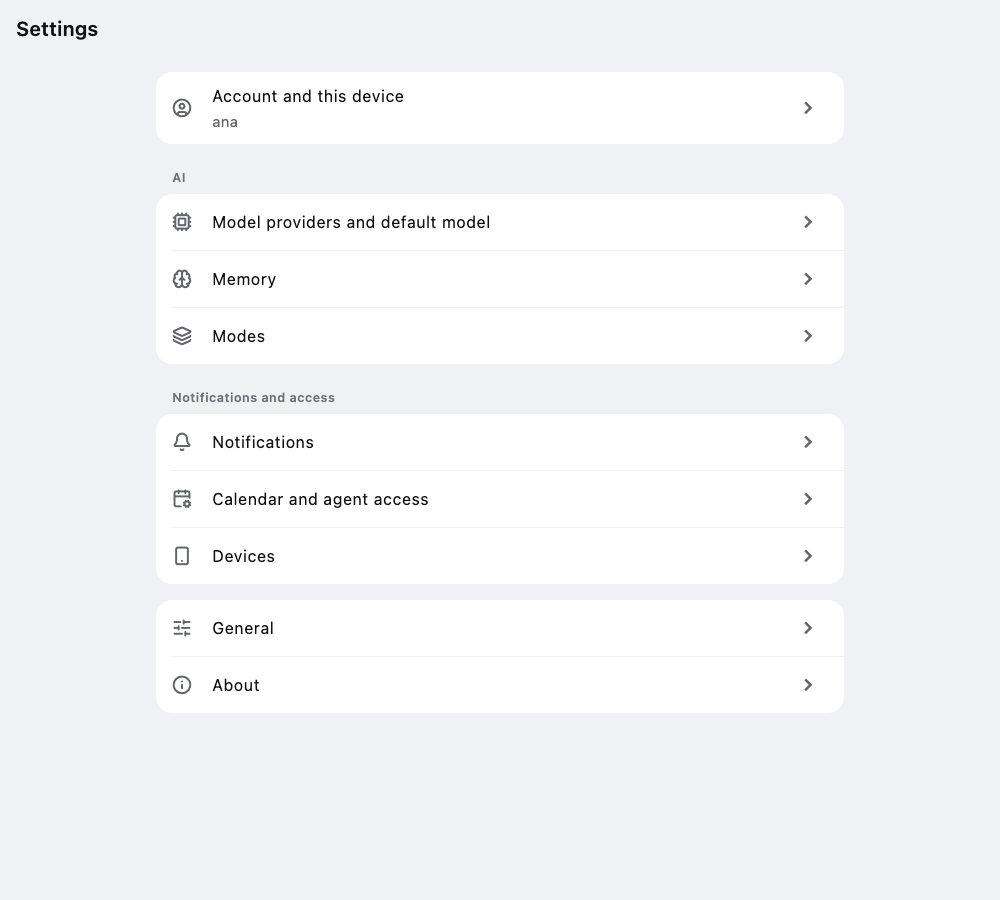 Settings
Account and this device
ana
AI
Model providers and default model
Memory
Modes
Notifications and access
Notifications
Calendar and agent access
Devices
General
About